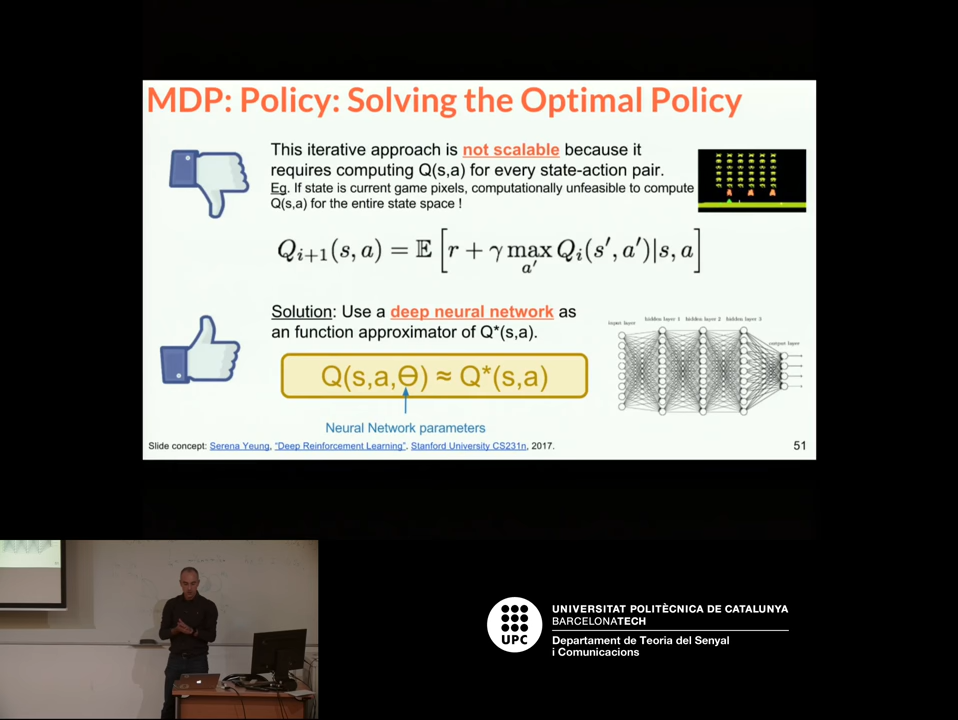 MDP: Policy: Solving the Optimal Policy
This iterative approach is not scalable because it
requires computing Q(s,a) for every state-action pair.
Eg. If state is current game pixels, computationally unfeasible to compute
Q(s,a) for the entire state space !
Q_{i+1}(s, a) = 𝔼 [r + γ max_{a'} Q_i(s', a')|s, a]
Solution: Use a deep neural network as
an function approximator of Q*(s,a).
input layer
hidden layer 1 hidden layer 2 hidden layer 3
output layer
Q(s,a,Θ) ≈ Q*(s,a)
Neural Network parameters
Slide concept: Serena Yeung, “Deep Reinforcement Learning”. Stanford University CS231n, 2017.
51
UPC
UNIVERSITAT POLITÈCNICA DE CATALUNYA
BARCELONATECH
Departament de Teoria del Senyal
i Comunicacions